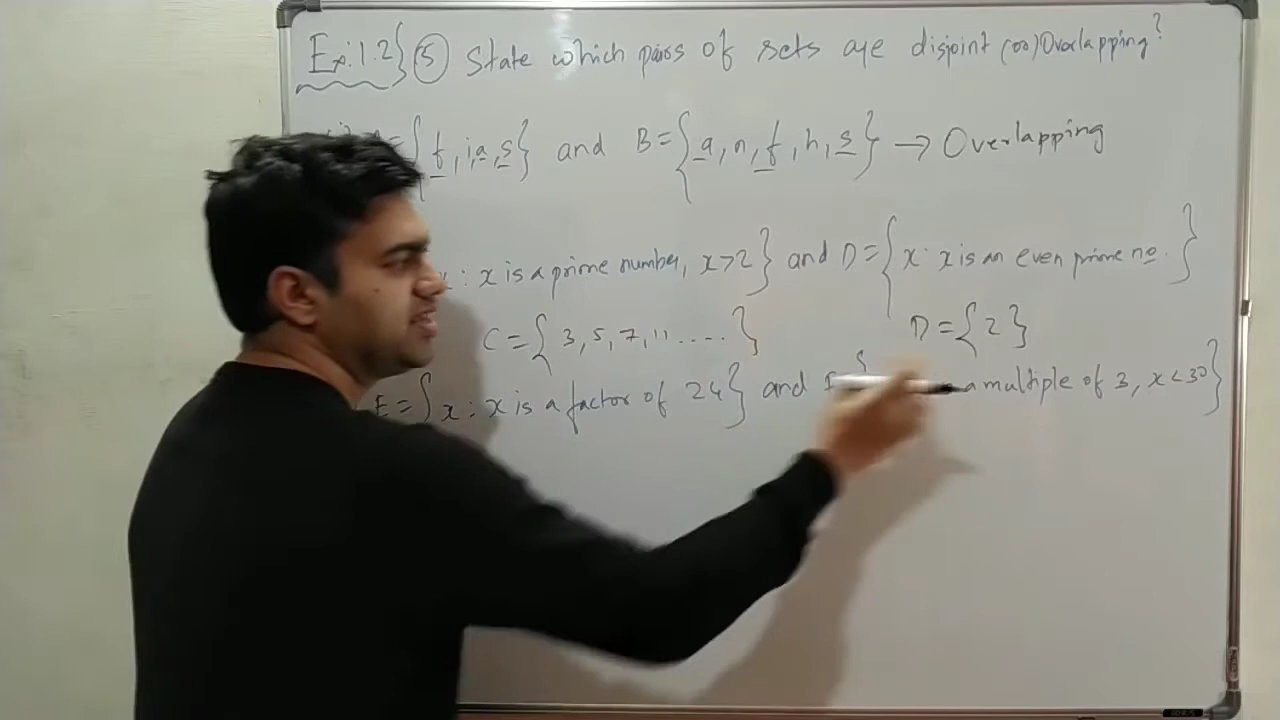 Ex:1.2} ⑤ State which pairs of sets are disjoint (or) Overlapping?
={f, i, a, s} and B={a, n, f, h, s} → Overlapping
x : x is a prime number, x>2} and D={x : x is an even prime no.}
C={3, 5, 7, 11 ....} D={2}
E={x : x is a factor of 24} and a multiple of 3, x<30}